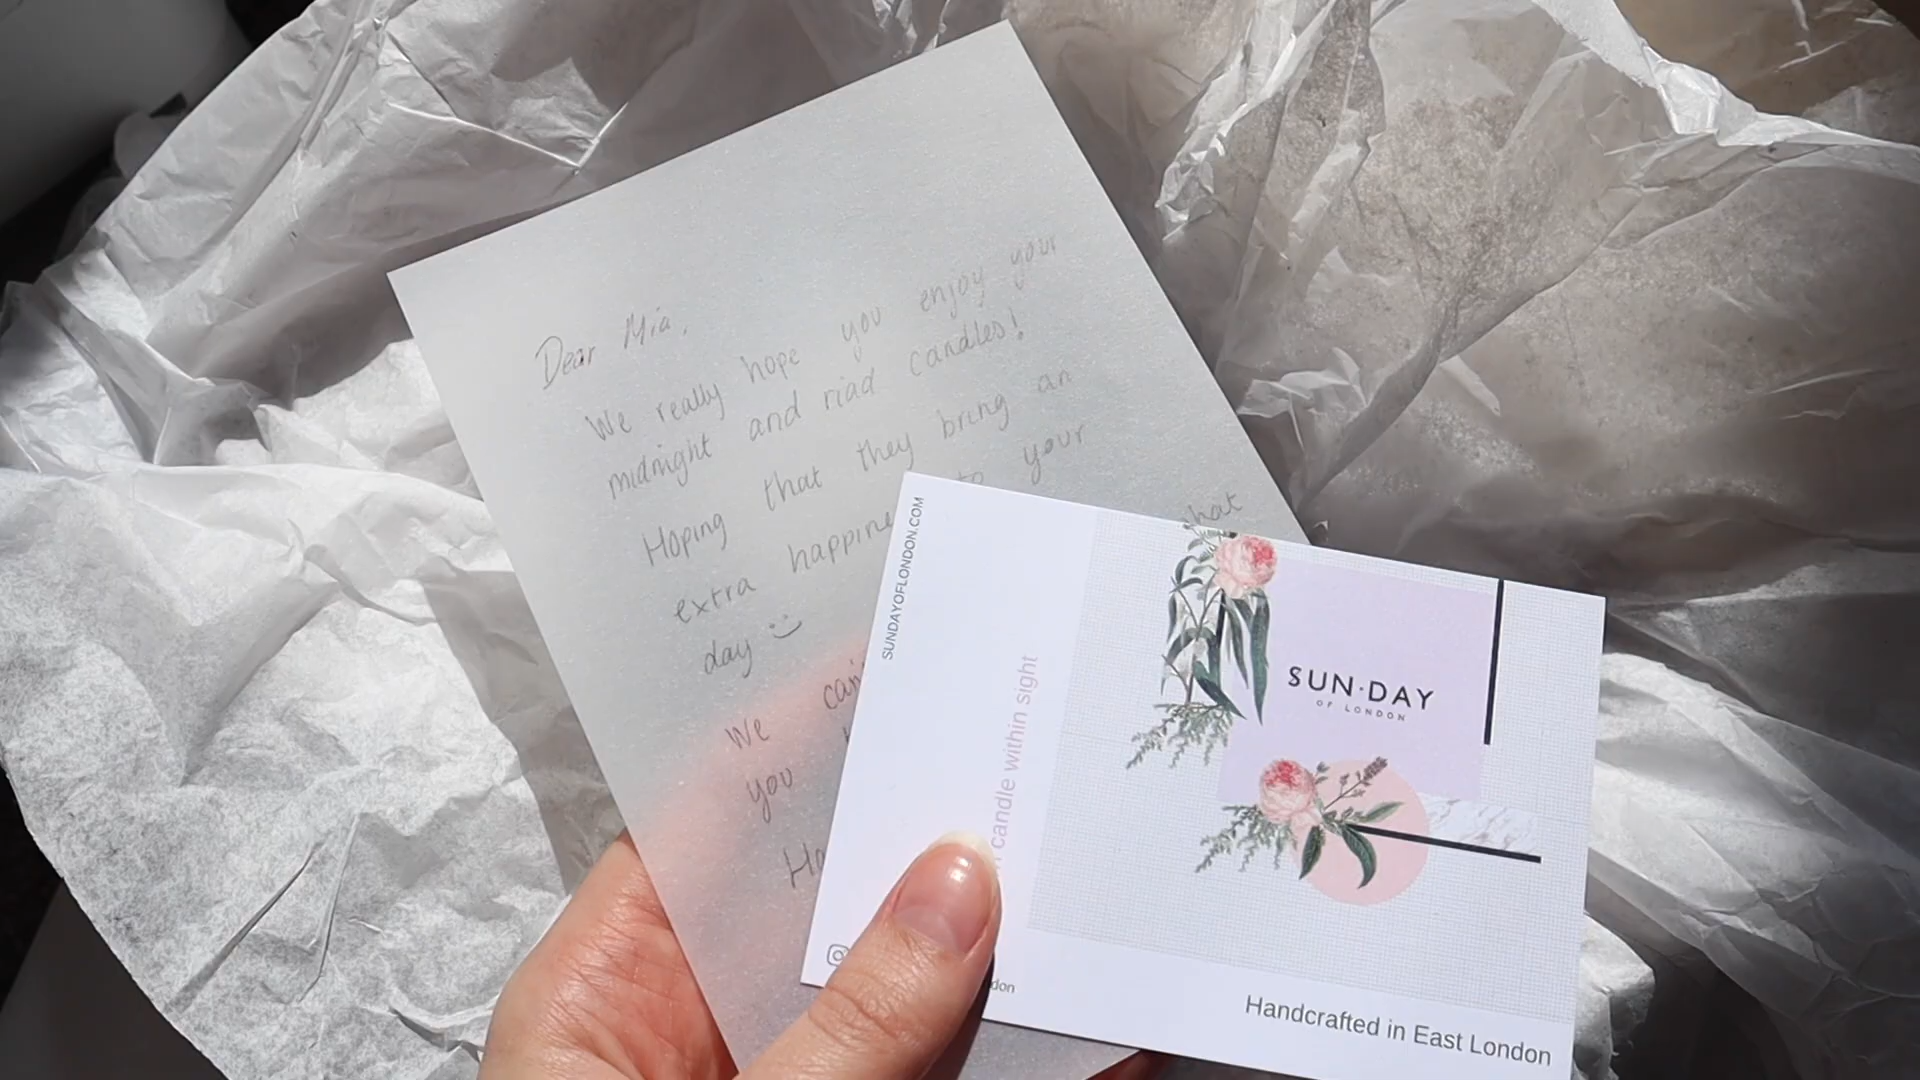 Dear Mia,
We really hope you enjoy your
midnight and riad candles!
Hoping that they bring an
extra to your
day :)
We
you
SUNDAYOFLONDON.COM
candle within sight
SUN·DAY
OF LONDON
Handcrafted in East London